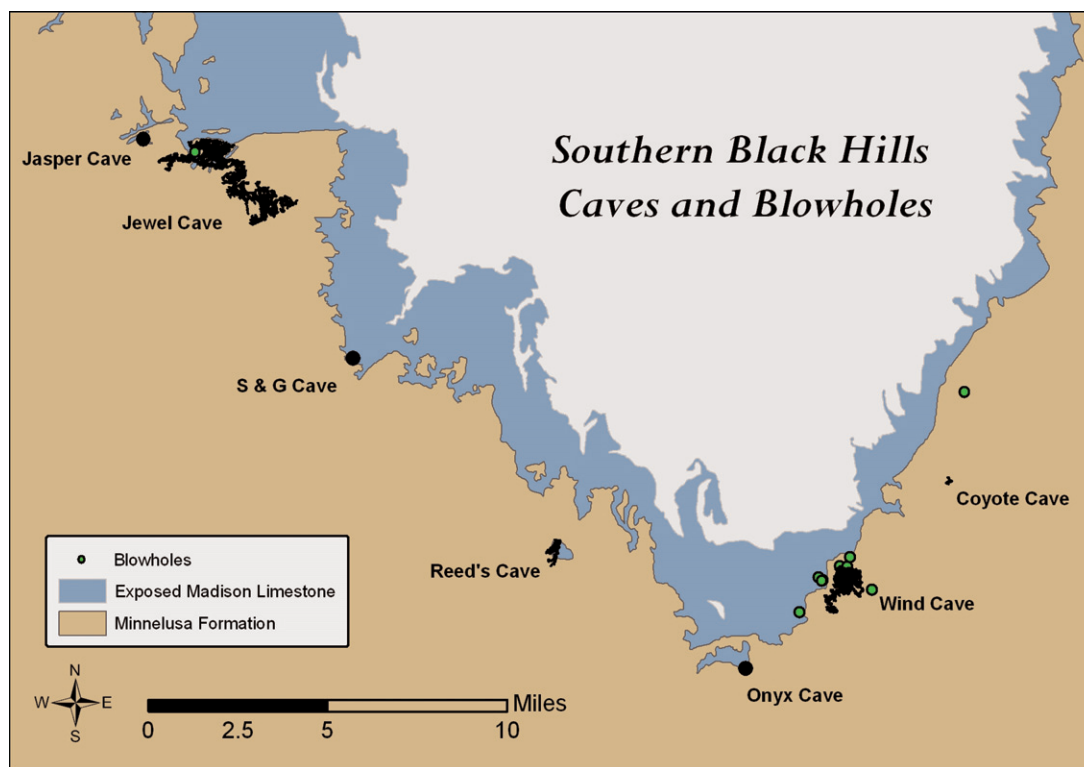 Southern Black Hills
Caves and Blowholes
Jasper Cave
Jewel Cave
S & G Cave
Coyote Cave
Reed's Cave
Wind Cave
Onyx Cave
Blowholes
Exposed Madison Limestone
Minnelusa Formation
N
W E
S
Miles
0 2.5 5 10